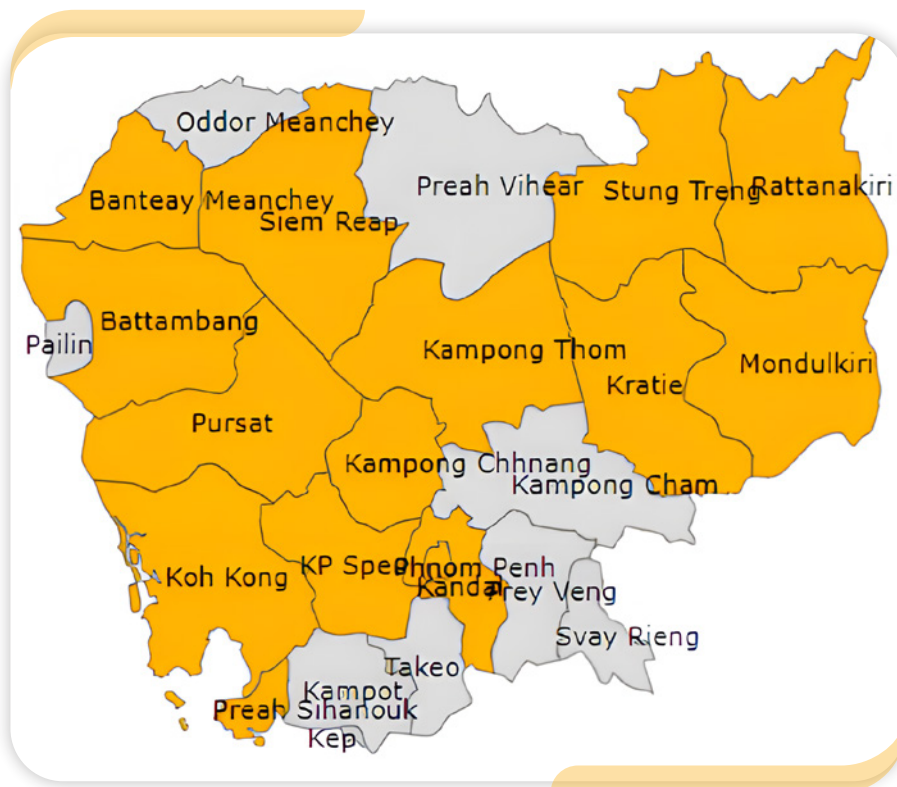 Oddor Meanchey
Preah Vihear
Stung Treng
Rattanakiri
Banteay Meanchey
Siem Reap
Battambang
Pailin
Kampong Thom
Mondulkiri
Kratie
Pursat
Kampong Chhnang
Kampong Cham
KP Speu
Phnom Penh
Koh Kong
Kandal
Prey Veng
Svay Rieng
Takeo
Kampot
Preah Sihanouk
Kep